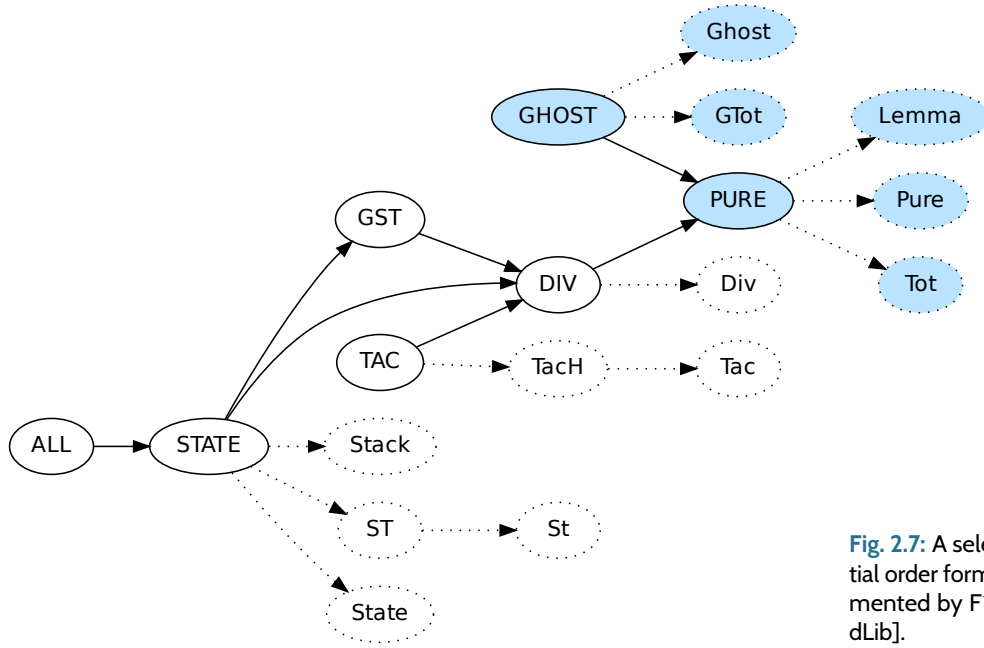 Ghost
GHOST
GTot
Lemma
PURE
Pure
GST
DIV
Div
Tot
TAC
TacH
Tac
ALL
STATE
Stack
ST
St
State
Fig. 2.7: A sele
tial order form
mented by F
dLib].